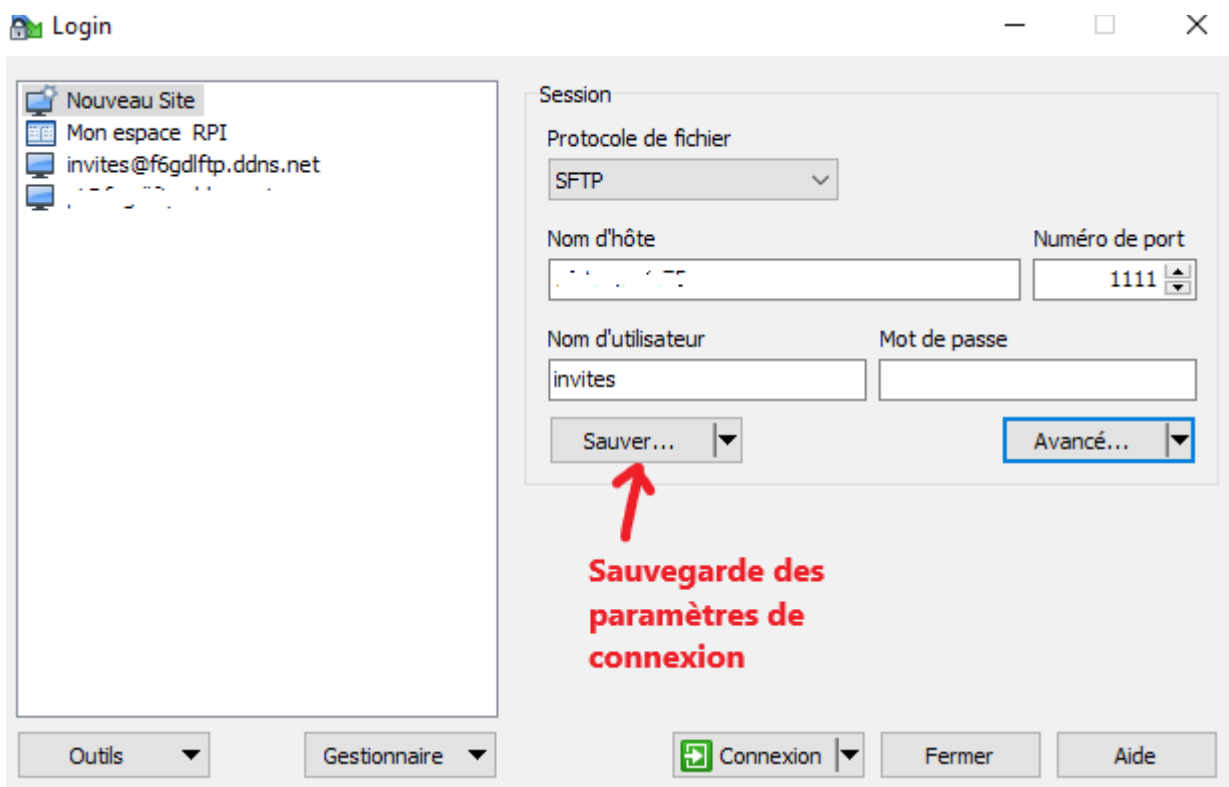 Login
Nouveau Site
Mon espace RPI
invites@f6gdlftp.ddns.net
Session
Protocole de fichier
SFTP
Nom d'hôte
Numéro de port
1111
Nom d'utilisateur
Mot de passe
invites
Sauver...
Avancé...
Sauvegarde des
paramètres de
connexion
Outils
Gestionnaire
Connexion
Fermer
Aide